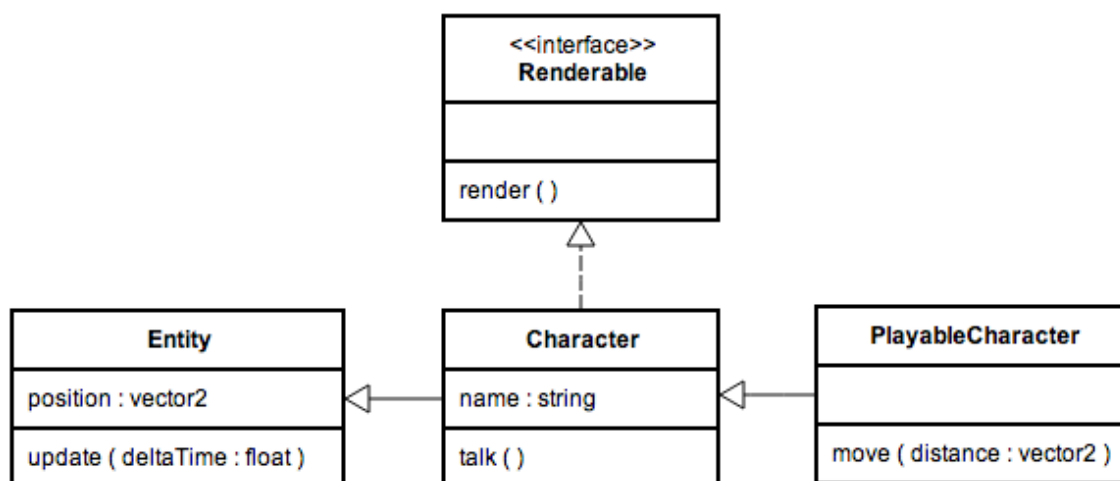 <<interface>>
Renderable
render ( )
Entity
position : vector2
update ( deltaTime : float )
Character
name : string
talk ( )
PlayableCharacter
move ( distance : vector2 )